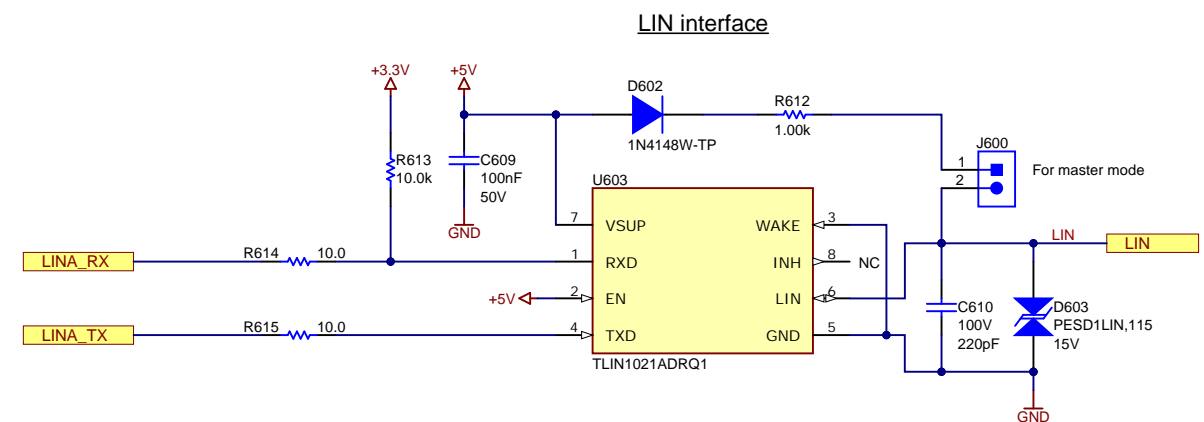 LIN interface
+3.3V
+5V
D602
1N4148W-TP
R612
1.00k
J600
1
2
For master mode
R613
10.0k
C609
100nF
50V
GND
U603
7 VSUP WAKE 3
LINA_RX R614 10.0 1 RXD INH 8 NC
+5V 2 EN LIN 6
LINA_TX R615 10.0 4 TXD GND 5
TLIN1021ADRQ1
LIN
LIN
C610
100V
220pF
D603
PESD1LIN,115
15V
GND